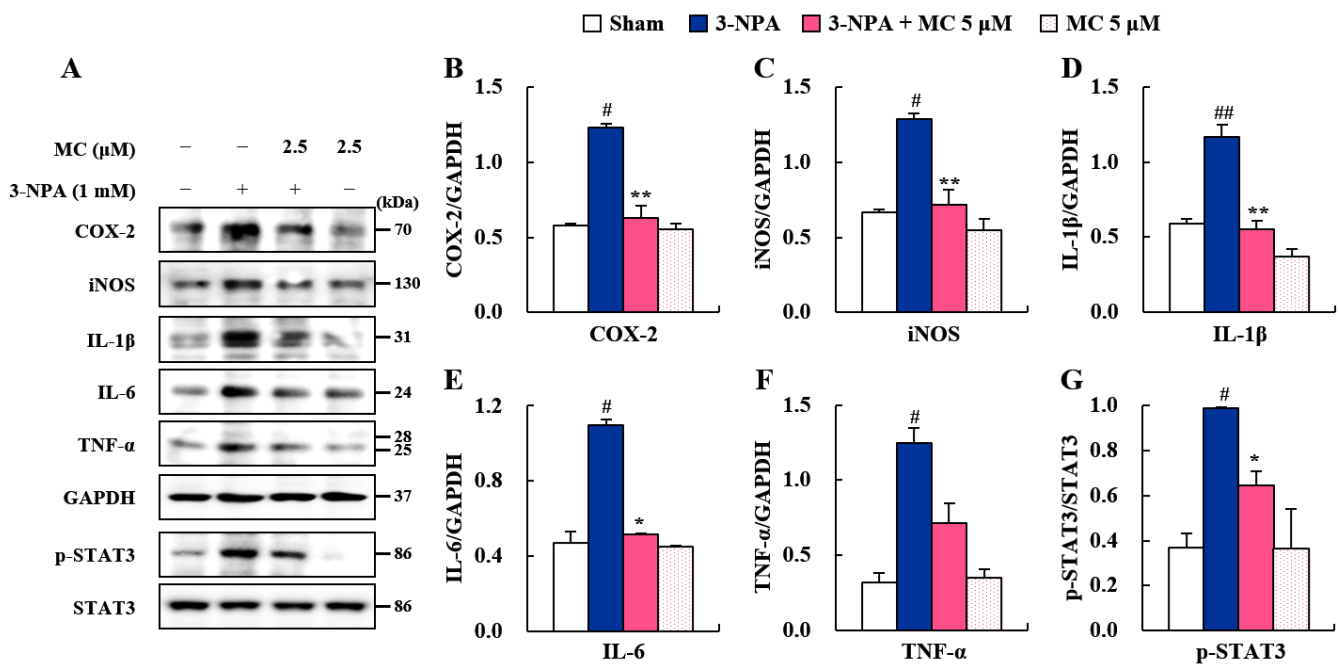 Sham 3-NPA 3-NPA + MC 5 μM MC 5 μM
A
MC (μM) – – 2.5 2.5
3-NPA (1 mM) – + + –
(kDa)
COX-2 70
iNOS 130
IL-1β 31
IL-6 24
TNF-α 28
25
GAPDH 37
p-STAT3 86
STAT3 86
B
COX-2/GAPDH
1.5
1.0
0.5
0.0
#
**
COX-2
C
iNOS/GAPDH
1.5
1.0
0.5
0.0
#
**
iNOS
D
IL-1β/GAPDH
1.5
1.0
0.5
0.0
##
**
IL-1β
E
IL-6/GAPDH
1.2
0.8
0.4
0.0
#
*
IL-6
F
TNF-α/GAPDH
1.5
1.0
0.5
0.0
#
TNF-α
G
p-STAT3/STAT3
1.0
0.8
0.6
0.4
0.2
0.0
#
*
p-STAT3